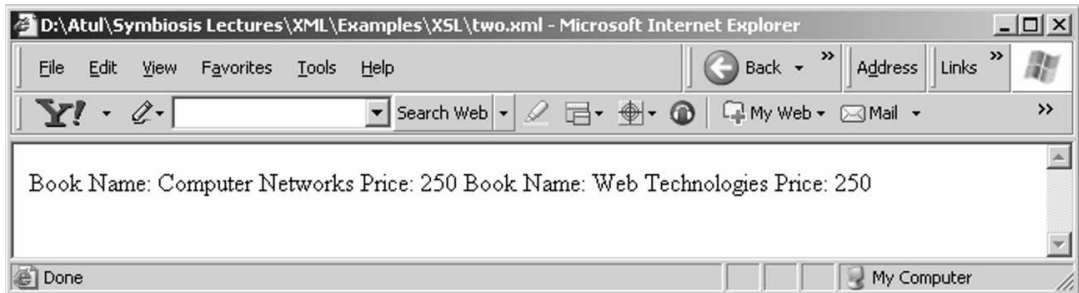 D:\Atul\Symbiosis Lectures\XML\Examples\XSL\two.xml - Microsoft Internet Explorer
File Edit View Favorites Tools Help Back » Address Links »
Y! Search Web My Web Mail »
Book Name: Computer Networks Price: 250 Book Name: Web Technologies Price: 250
Done My Computer